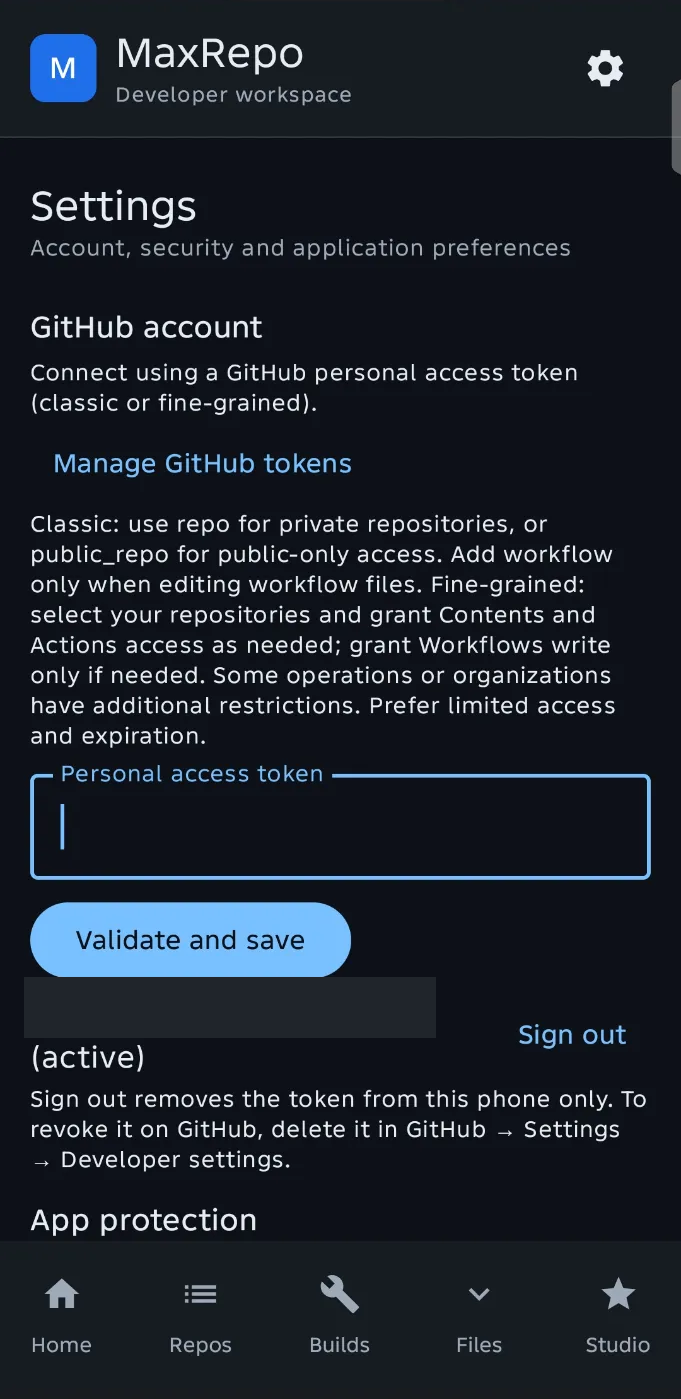 M
MaxRepo
Developer workspace
Settings
Account, security and application preferences
GitHub account
Connect using a GitHub personal access token
(classic or fine-grained).
Manage GitHub tokens
Classic: use repo for private repositories, or
public_repo for public-only access. Add workflow
only when editing workflow files. Fine-grained:
select your repositories and grant Contents and
Actions access as needed; grant Workflows write
only if needed. Some operations or organizations
have additional restrictions. Prefer limited access
and expiration.
Personal access token
Validate and save
Sign out
(active)
Sign out removes the token from this phone only. To
revoke it on GitHub, delete it in GitHub → Settings
→ Developer settings.
App protection
Home Repos Builds Files Studio